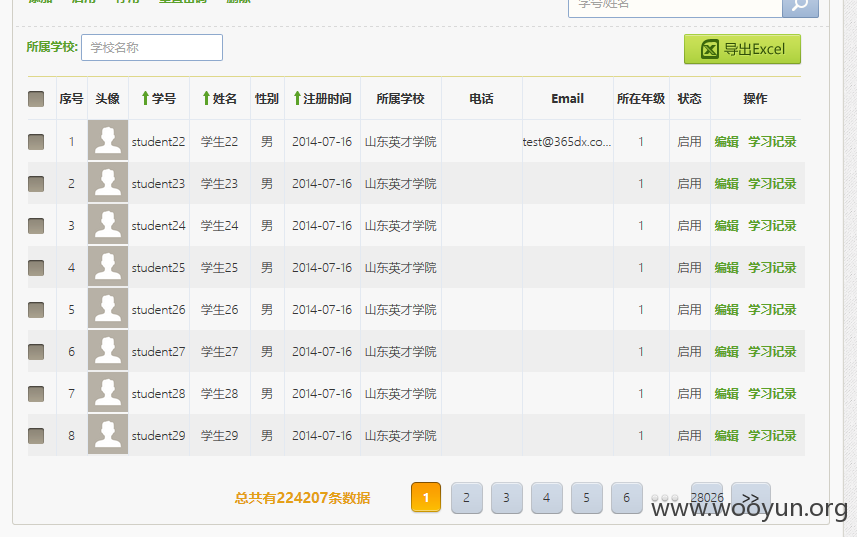 学号/姓名
所属学校: 学校名称 导出Excel
序号 头像 学号 姓名 性别 注册时间 所属学校 电话 Email 所在年级 状态 操作
1 student22 学生22 男 2014-07-16 山东英才学院 test@365dx.co... 1 启用 编辑 学习记录
2 student23 学生23 男 2014-07-16 山东英才学院 1 启用 编辑 学习记录
3 student24 学生24 男 2014-07-16 山东英才学院 1 启用 编辑 学习记录
4 student25 学生25 男 2014-07-16 山东英才学院 1 启用 编辑 学习记录
5 student26 学生26 男 2014-07-16 山东英才学院 1 启用 编辑 学习记录
6 student27 学生27 男 2014-07-16 山东英才学院 1 启用 编辑 学习记录
7 student28 学生28 男 2014-07-16 山东英才学院 1 启用 编辑 学习记录
8 student29 学生29 男 2014-07-16 山东英才学院 1 启用 编辑 学习记录
总共有224207条数据 1 2 3 4 5 6 28026 >>
www.wooyun.org